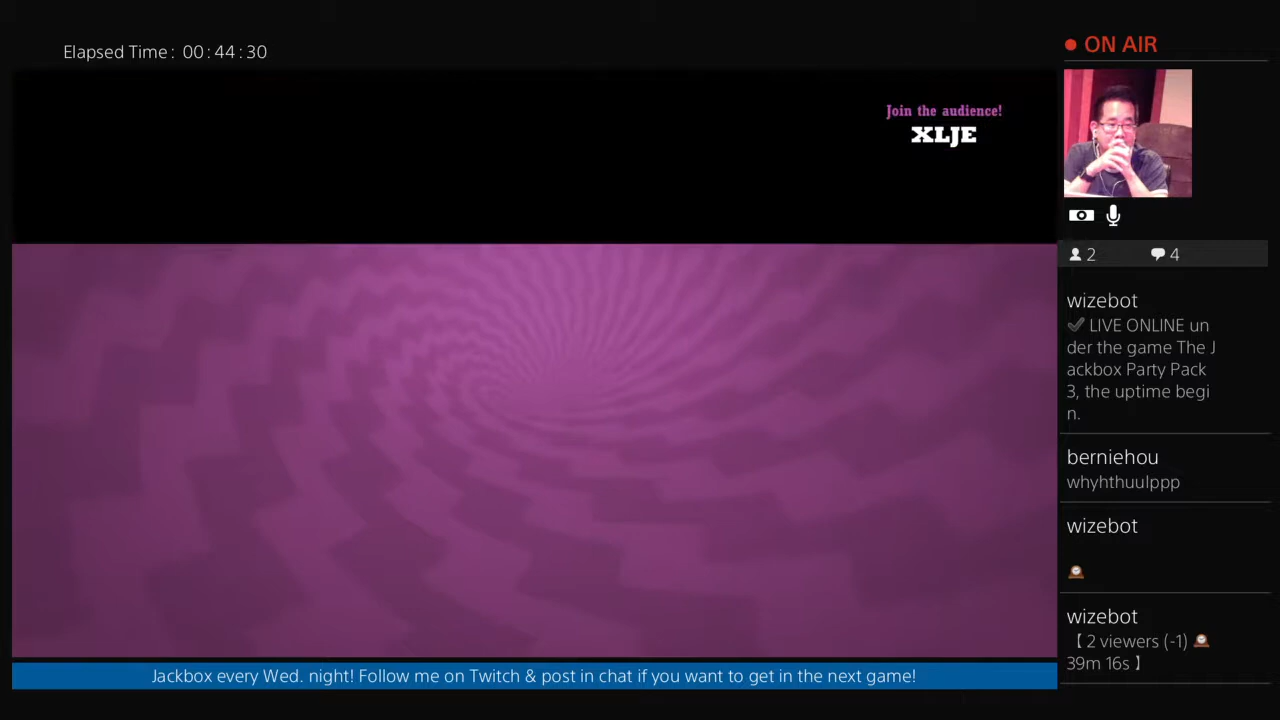 Elapsed Time: 00:44:30
ON AIR
Join the audience!
XLJE
2 4
wizebot
✔ LIVE ONLINE un
der the game The J
ackbox Party Pack
3, the uptime begi
n.
berniehou
whyhthuulppp
wizebot
🕰
wizebot
【 2 viewers (-1) 🕰
39m 16s 】
Jackbox every Wed. night! Follow me on Twitch & post in chat if you want to get in the next game!